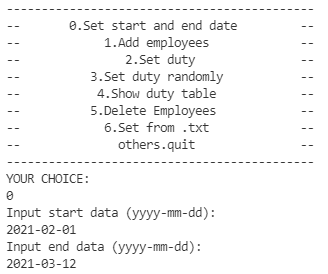 --------------------------------------------
--       0.Set start and end date         --
--            1.Add employees             --
--               2.Set duty               --
--          3.Set duty randomly           --
--           4.Show duty table            --
--          5.Delete Employees            --
--            6.Set from .txt             --
--              others.quit               --
--------------------------------------------
YOUR CHOICE:
0
Input start data (yyyy-mm-dd):
2021-02-01
Input end data (yyyy-mm-dd):
2021-03-12